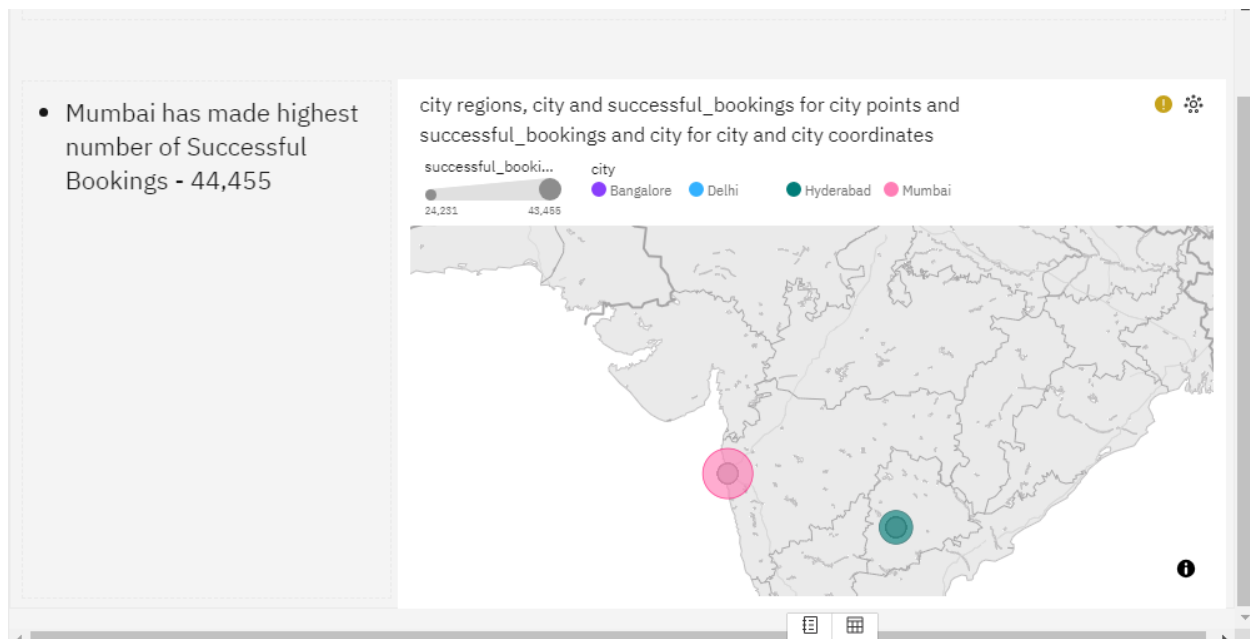 • Mumbai has made highest
number of Successful
Bookings - 44,455
city regions, city and successful_bookings for city points and
successful_bookings and city for city and city coordinates
successful_booki...
24,231 43,455
city
Bangalore Delhi Hyderabad Mumbai